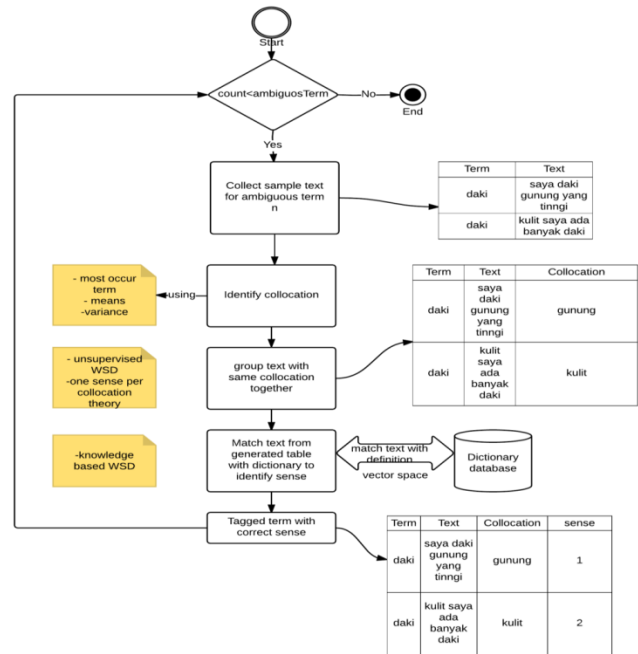 Start
count<ambiguosTerm
No
End
Yes
Collect sample text
for ambiguous term
n
Term Text
daki saya daki
gunung yang
tinngi
daki kulit saya ada
banyak daki
- most occur
term
- means
-variance
using
Identify collocation
Term Text Collocation
daki saya
daki
gunung
yang
tinngi
gunung
daki kulit
saya
ada
banyak
daki
kulit
- unsupervised
WSD
-one sense per
collocation
theory
group text with
same collocation
together
-knowledge
based WSD
Match text from
generated table
with dictionary to
identify sense
match text with
definition
vector space
Dictionary
database
Tagged term with
correct sense
Term Text Collocation sense
daki saya daki
gunung
yang
tinngi
gunung 1
daki kulit saya
ada
banyak
daki
kulit 2